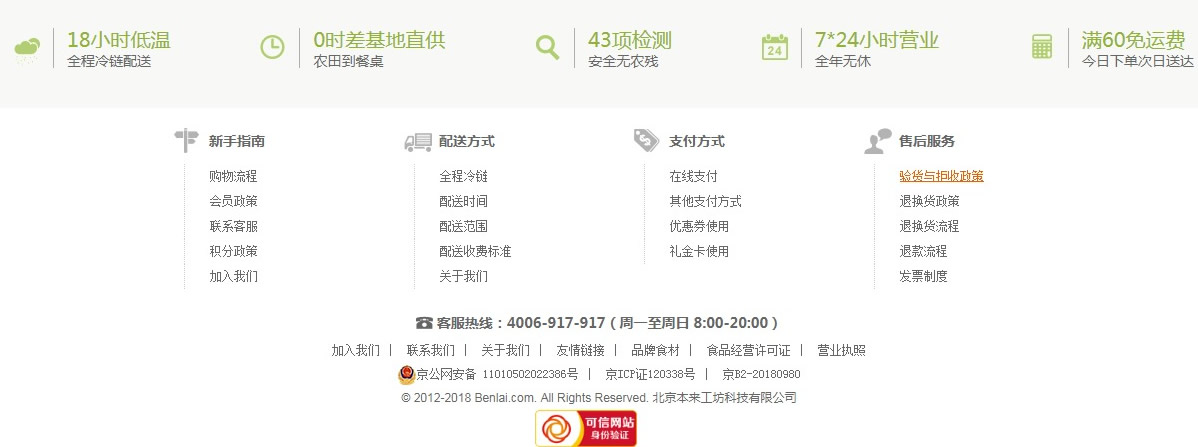 18小时低温
全程冷链配送
0时差基地直供
农田到餐桌
43项检测
安全无农残
24
7*24小时营业
全年无休
满60免运费
今日下单次日送达
新手指南
购物流程
会员政策
联系客服
积分政策
加入我们
配送方式
全程冷链
配送时间
配送范围
配送收费标准
关于我们
支付方式
在线支付
其他支付方式
优惠券使用
礼金卡使用
售后服务
验货与拒收政策
退换货政策
退换货流程
退款流程
发票制度
客服热线：4006-917-917（周一至周日 8:00-20:00）
加入我们 | 联系我们 | 关于我们 | 友情链接 | 品牌食材 | 食品经营许可证 | 营业执照
京公网安备 11010502022386号 | 京ICP证120338号 | 京B2-20180980
© 2012-2018 Benlai.com. All Rights Reserved. 北京本来工坊科技有限公司
可信网站
身份验证